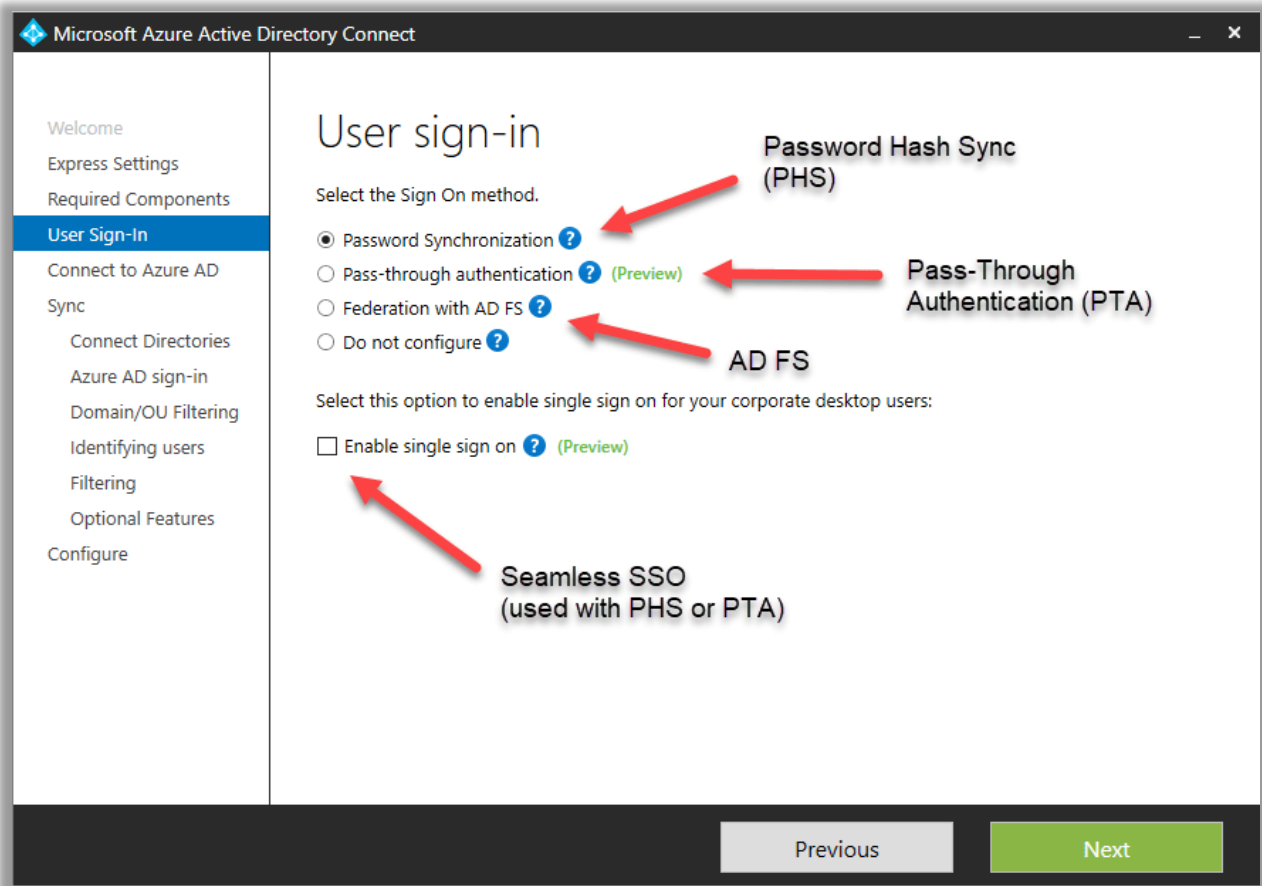 Microsoft Azure Active Directory Connect
Welcome
Express Settings
Required Components
User Sign-In
Connect to Azure AD
Sync
Connect Directories
Azure AD sign-in
Domain/OU Filtering
Identifying users
Filtering
Optional Features
Configure
User sign-in
Select the Sign On method.
Password Synchronization ?
Pass-through authentication ? (Preview)
Federation with AD FS ?
Do not configure ?
Select this option to enable single sign on for your corporate desktop users:
Enable single sign on ? (Preview)
Password Hash Sync
(PHS)
Pass-Through
Authentication (PTA)
AD FS
Seamless SSO
(used with PHS or PTA)
Previous
Next